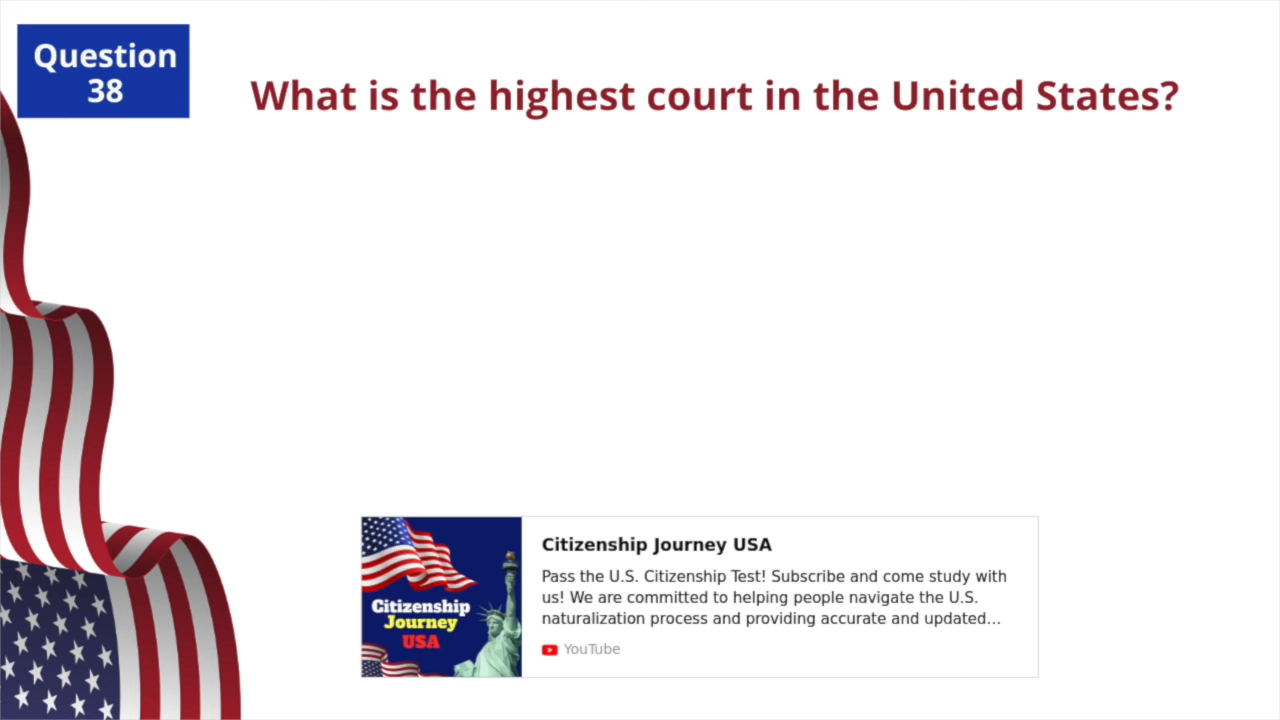 Question
38
What is the highest court in the United States?
Citizenship
Journey
USA
Citizenship Journey USA
Pass the U.S. Citizenship Test! Subscribe and come study with
us! We are committed to helping people navigate the U.S.
naturalization process and providing accurate and updated...
YouTube